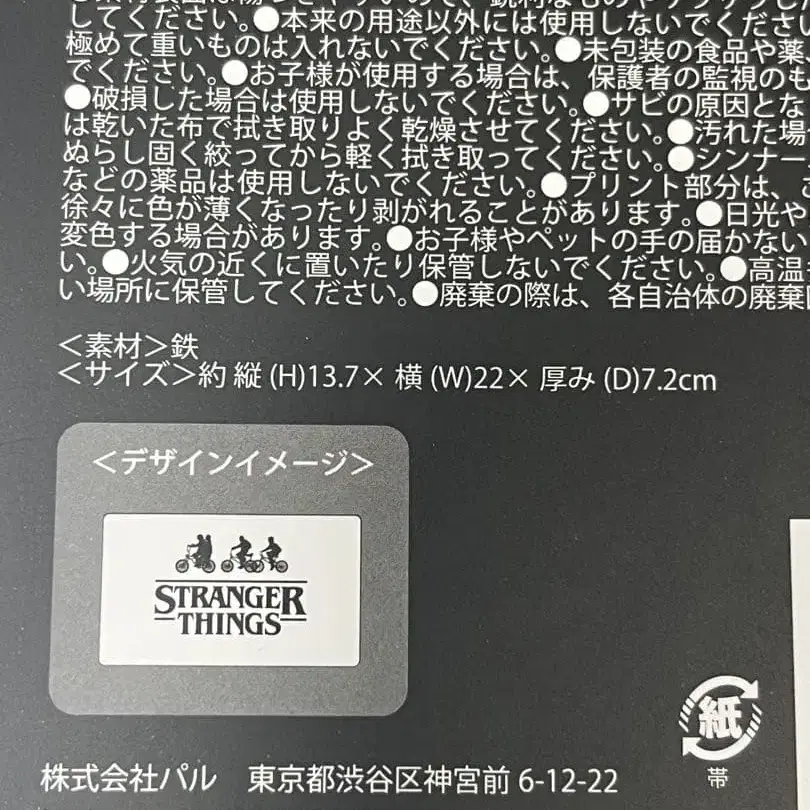 してください。●本来の用途以外には使用しないでください
極めて重いものは入れないでください。●未包装の食品や薬、
でください。●お子様が使用する場合は、保護者の監視のも
●破損した場合は使用しないでください。●サビの原因とな
は乾いた布で拭き取りよく乾燥させてください。●汚れた場
ぬらし固く絞ってから軽く拭き取ってください。●シンナー
などの薬品は使用しないでください。●プリント部分は、
徐々に色が薄くなったり剥がれることがあります。●日光や
変色する場合があります。●お子様やペットの手の届かない
い。●火気の近くに置いたり保管しないでください。●高温
い場所に保管してください。●廃棄の際は、各自治体の廃棄
＜素材＞鉄
＜サイズ＞約 縦 (H)13.7× 横 (W)22× 厚み (D)7.2cm
＜デザインイメージ＞
STRANGER
THINGS
紙
帯
株式会社パル 東京都渋谷区神宮前 6-12-22